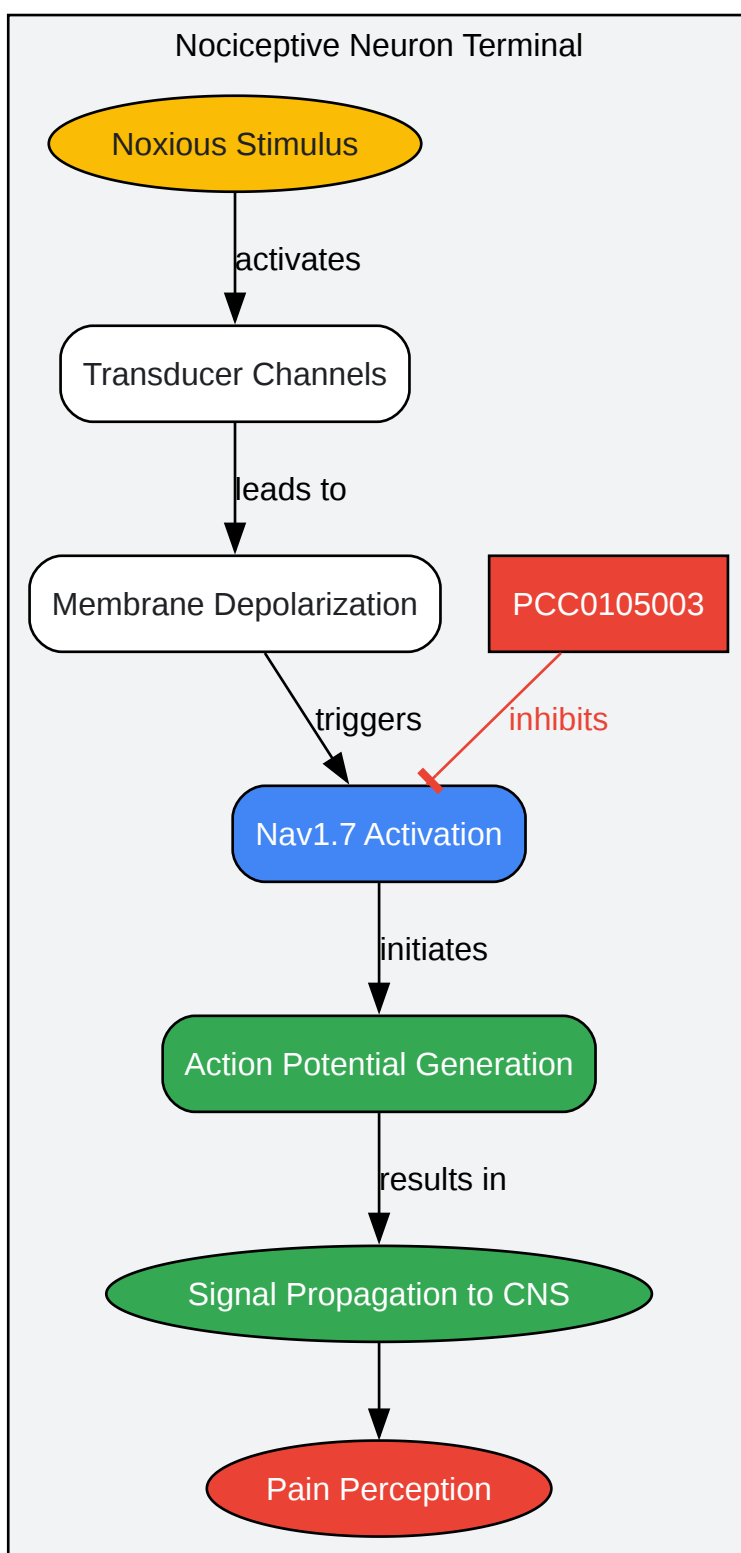 Nociceptive Neuron Terminal
Noxious Stimulus
activates
Transducer Channels
leads to
Membrane Depolarization
PCC0105003
triggers
inhibits
Nav1.7 Activation
initiates
Action Potential Generation
results in
Signal Propagation to CNS
Pain Perception